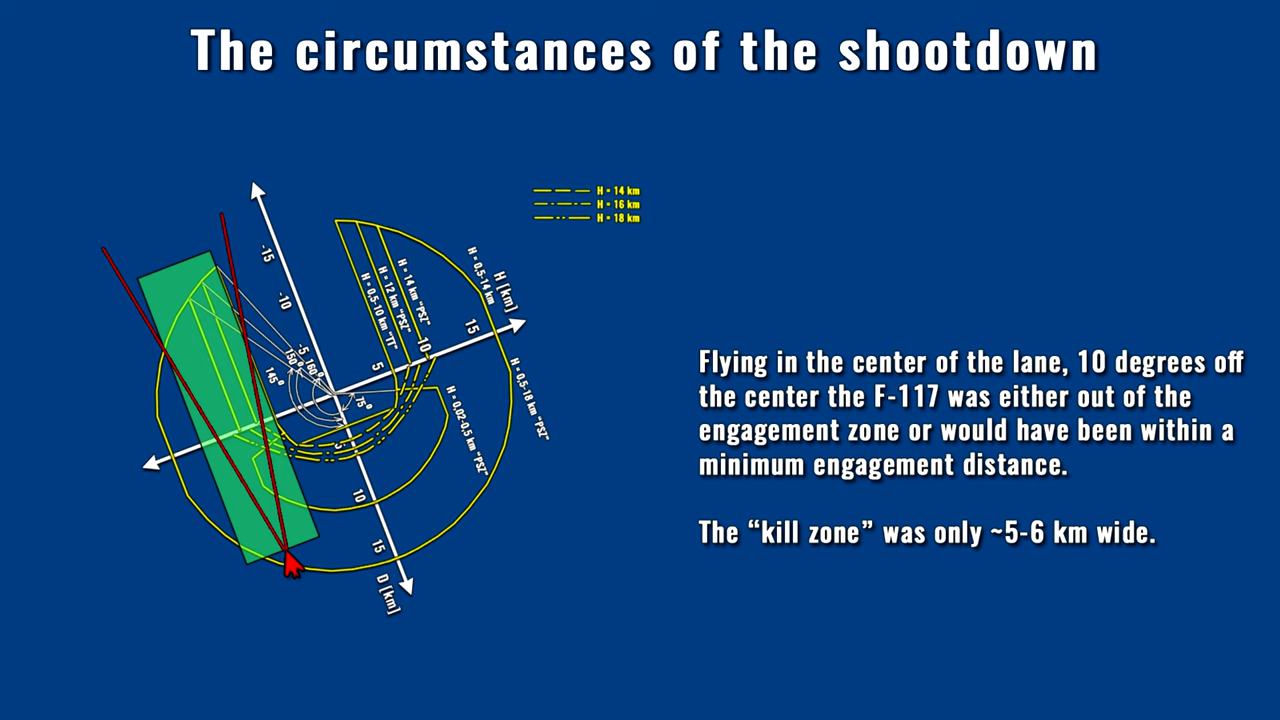 The circumstances of the shootdown
H = 14 km
H = 16 km
H = 18 km
-15
-10
-5
H = 0,5-14 km
H [km]
15
H = 14 km "PSZ"
H = 12 km "PSZ"
H = 0,5-10 km "TT"
10
5
160°
150°
145°
75°
H = 0,5-18 km "PSZ"
H = 0,02-0,5 km "PSZ"
5
10
15
D [km]
Flying in the center of the lane, 10 degrees off
the center the F-117 was either out of the
engagement zone or would have been within a
minimum engagement distance.
The “kill zone” was only ~5-6 km wide.